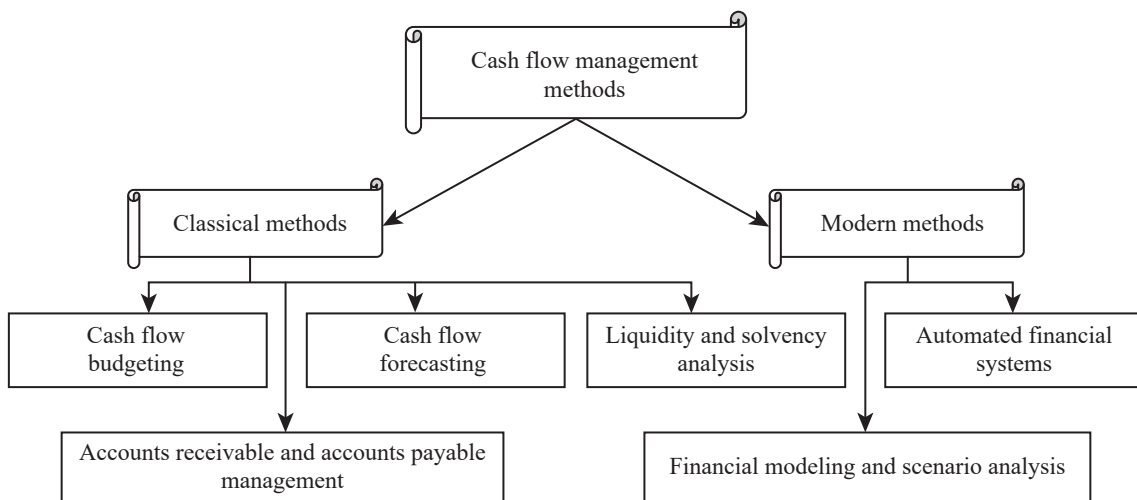 Cash flow management
methods
Classical methods
Modern methods
Cash flow
budgeting
Cash flow
forecasting
Liquidity and solvency
analysis
Automated financial
systems
Accounts receivable and accounts payable
management
Financial modeling and scenario analysis